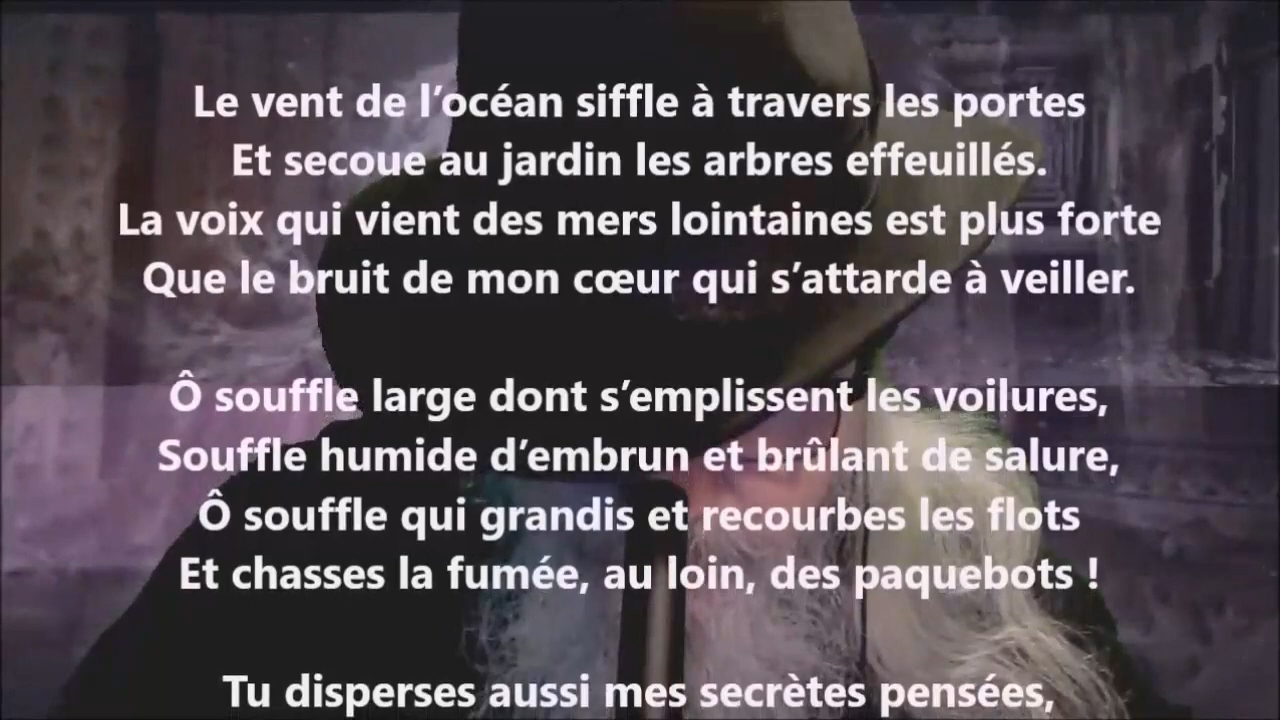 Le vent de l’océan siffle à travers les portes
Et secoue au jardin les arbres effeuillés.
La voix qui vient des mers lointaines est plus forte
Que le bruit de mon cœur qui s’attarde à veiller.
Ô souffle large dont s’emplissent les voilures,
Souffle humide d’embrun et brûlant de salure,
Ô souffle qui grandis et recourbes les flots
Et chasses la fumée, au loin, des paquebots !
Tu disperses aussi mes secrètes pensées,